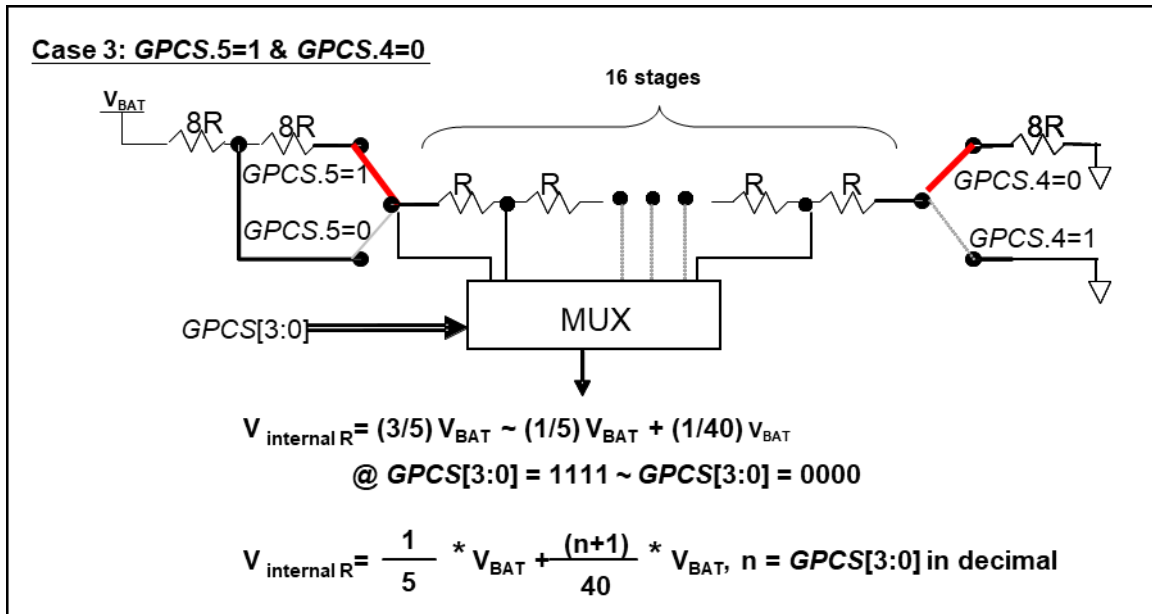 Case 3: GPCS.5=1 & GPCS.4=0
16 stages
VBAT
8R
8R
8R
GPCS.5=1
R
R
R
R
GPCS.4=0
GPCS.5=0
GPCS.4=1
MUX
GPCS[3:0]
V internal R = (3/5) VBAT ~ (1/5) VBAT + (1/40) VBAT
@ GPCS[3:0] = 1111 ~ GPCS[3:0] = 0000
V internal R = 1/5 * VBAT + (n+1)/40 * VBAT, n = GPCS[3:0] in decimal